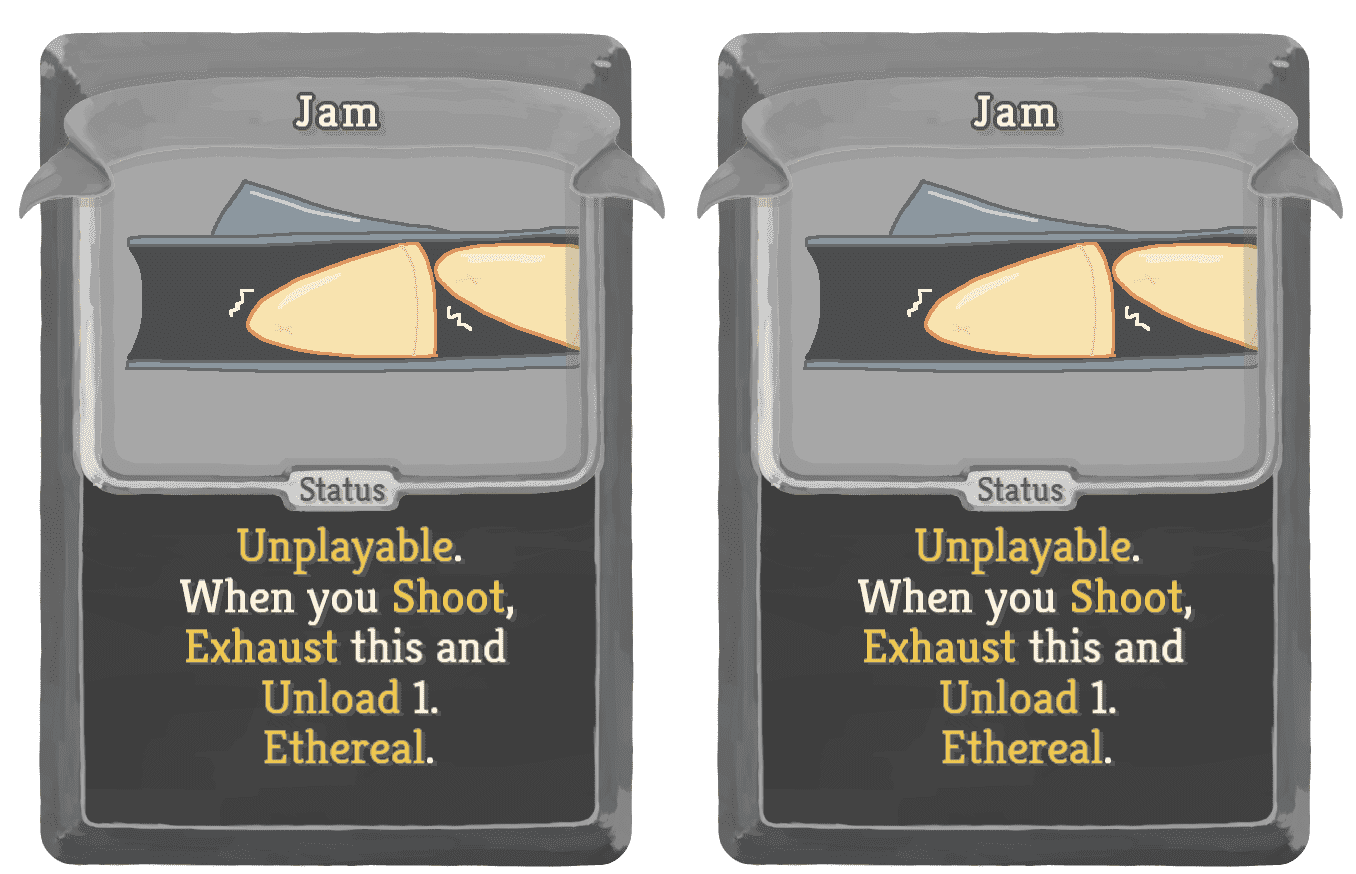 Jam
Status
Unplayable.
When you Shoot,
Exhaust this and
Unload 1.
Ethereal.
Jam
Status
Unplayable.
When you Shoot,
Exhaust this and
Unload 1.
Ethereal.